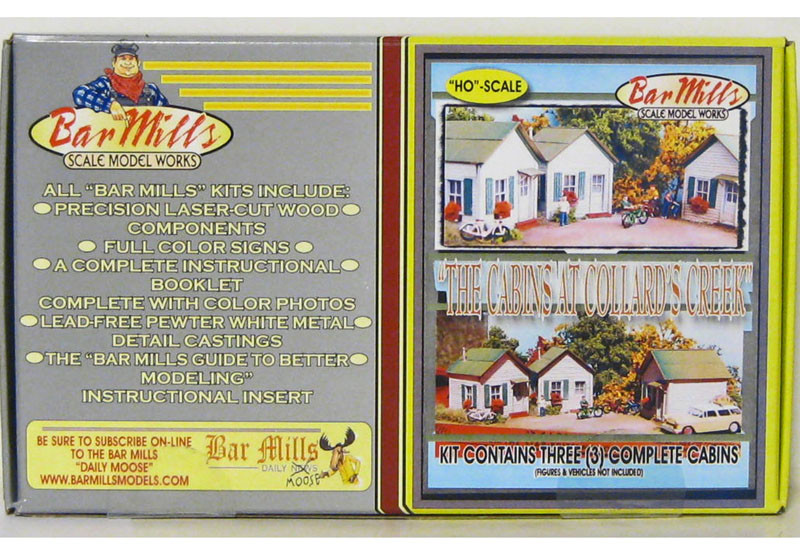 Bar Mills
SCALE MODEL WORKS
ALL "BAR MILLS" KITS INCLUDE:
PRECISION LASER-CUT WOOD
COMPONENTS
FULL COLOR SIGNS
A COMPLETE INSTRUCTIONAL
BOOKLET
COMPLETE WITH COLOR PHOTOS
LEAD-FREE PEWTER WHITE METAL
DETAIL CASTINGS
THE "BAR MILLS GUIDE TO BETTER
MODELING"
INSTRUCTIONAL INSERT
BE SURE TO SUBSCRIBE ON-LINE
TO THE BAR MILLS
"DAILY MOOSE"
WWW.BARMILLSMODELS.COM
Bar Mills
DAILY NEWS
MOOSE
"HO"-SCALE
Bar Mills
SCALE MODEL WORKS
"THE CABINS AT COLLARD'S CREEK"
KIT CONTAINS THREE (3) COMPLETE CABINS
(FIGURES & VEHICLES NOT INCLUDED)